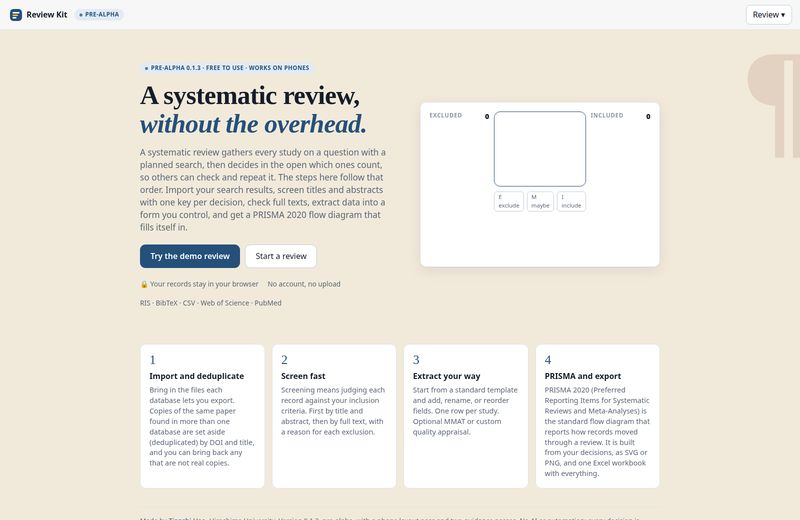 Review Kit
PRE-ALPHA
Review ▾
PRE-ALPHA 0.1.3 · FREE TO USE · WORKS ON PHONES
A systematic review,
without the overhead.
A systematic review gathers every study on a question with a
planned search, then decides in the open which ones count,
so others can check and repeat it. The steps here follow that
order. Import your search results, screen titles and abstracts
with one key per decision, check full texts, extract data into a
form you control, and get a PRISMA 2020 flow diagram that
fills itself in.
Try the demo review
Start a review
🔒 Your records stay in your browser
No account, no upload
RIS · BibTeX · CSV · Web of Science · PubMed
EXCLUDED
0
INCLUDED
0
E
exclude
M
maybe
I
include
¶
1
Import and deduplicate
Bring in the files each
database lets you export.
Copies of the same paper
found in more than one
database are set aside
(deduplicated) by DOI and title,
and you can bring back any
that are not real copies.
2
Screen fast
Screening means judging each
record against your inclusion
criteria. First by title and
abstract, then by full text, with
a reason for each exclusion.
3
Extract your way
Start from a standard template
and add, rename, or reorder
fields. One row per study.
Optional MMAT or custom
quality appraisal.
4
PRISMA and export
PRISMA 2020 (Preferred
Reporting Items for Systematic
Reviews and Meta-Analyses) is
the standard flow diagram that
reports how records moved
through a review. It is built
from your decisions, as SVG or
PNG, and one Excel workbook
with everything.